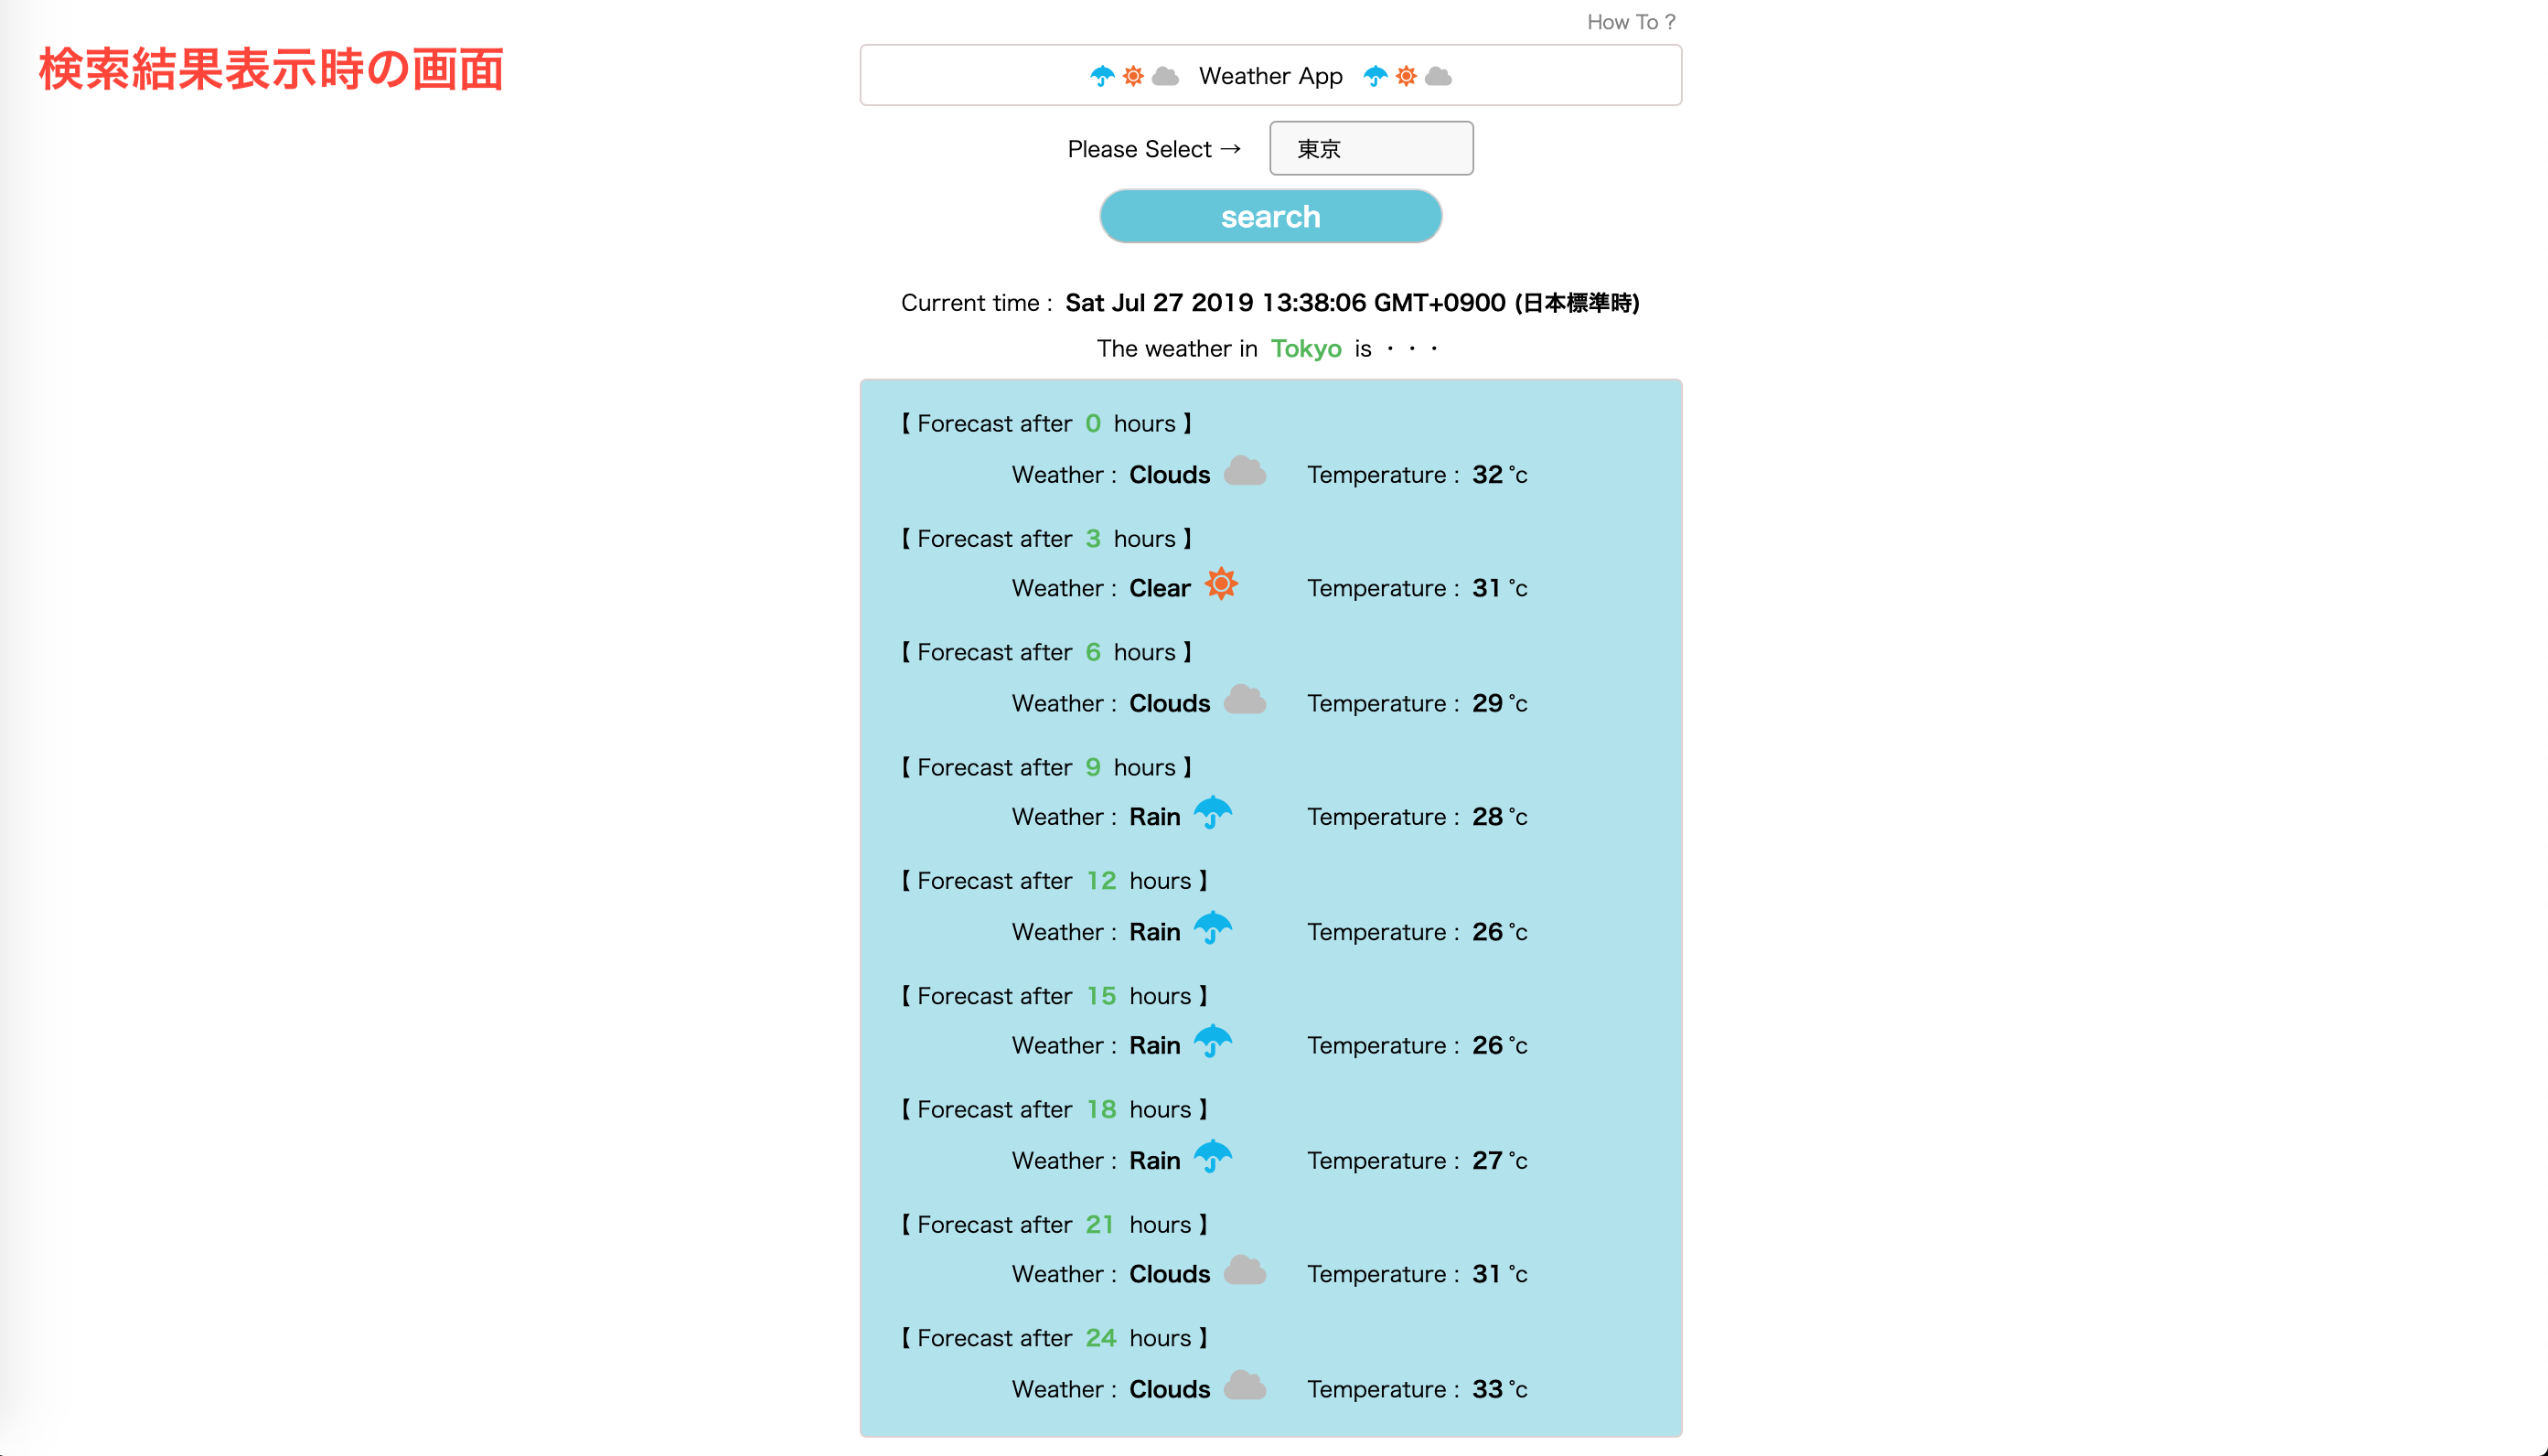 How To ?
検索結果表示時の画面
Weather App
Please Select → 東京
search
Current time : Sat Jul 27 2019 13:38:06 GMT+0900 (日本標準時)
The weather in Tokyo is ・・・
【 Forecast after 0 hours 】
Weather : Clouds Temperature : 32 ℃
【 Forecast after 3 hours 】
Weather : Clear Temperature : 31 ℃
【 Forecast after 6 hours 】
Weather : Clouds Temperature : 29 ℃
【 Forecast after 9 hours 】
Weather : Rain Temperature : 28 ℃
【 Forecast after 12 hours 】
Weather : Rain Temperature : 26 ℃
【 Forecast after 15 hours 】
Weather : Rain Temperature : 26 ℃
【 Forecast after 18 hours 】
Weather : Rain Temperature : 27 ℃
【 Forecast after 21 hours 】
Weather : Clouds Temperature : 31 ℃
【 Forecast after 24 hours 】
Weather : Clouds Temperature : 33 ℃